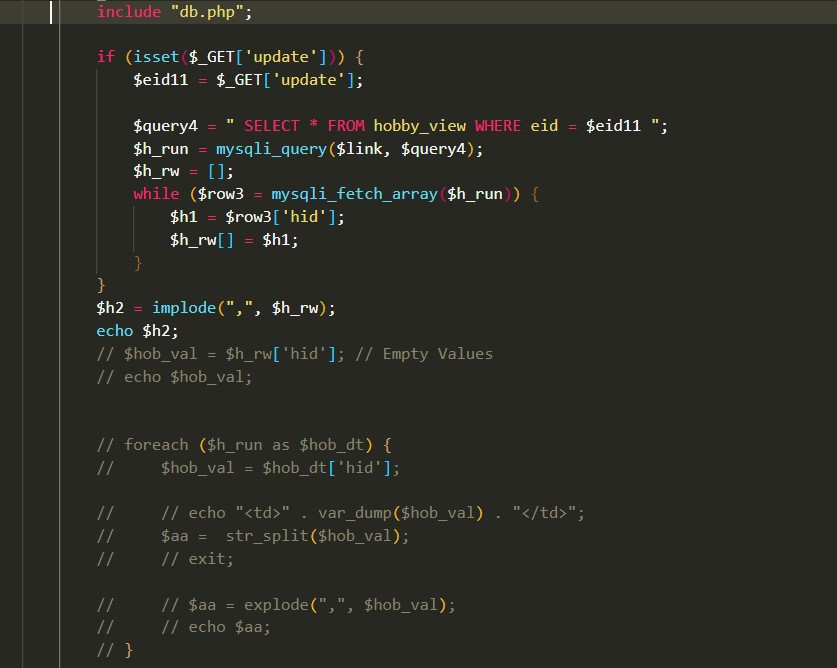 include "db.php";
if (isset($_GET['update'])) {
$eid11 = $_GET['update'];
$query4 = " SELECT * FROM hobby_view WHERE eid = $eid11 ";
$h_run = mysqli_query($link, $query4);
$h_rw = [];
while ($row3 = mysqli_fetch_array($h_run)) {
$h1 = $row3['hid'];
$h_rw[] = $h1;
}
}
$h2 = implode(",", $h_rw);
echo $h2;
// $hob_val = $h_rw['hid']; // Empty Values
// echo $hob_val;
// foreach ($h_run as $hob_dt) {
//     $hob_val = $hob_dt['hid'];
//     // echo "<td>" . var_dump($hob_val) . "</td>";
//     $aa =  str_split($hob_val);
//     // exit;
//     // $aa = explode(",", $hob_val);
//     // echo $aa;
// }